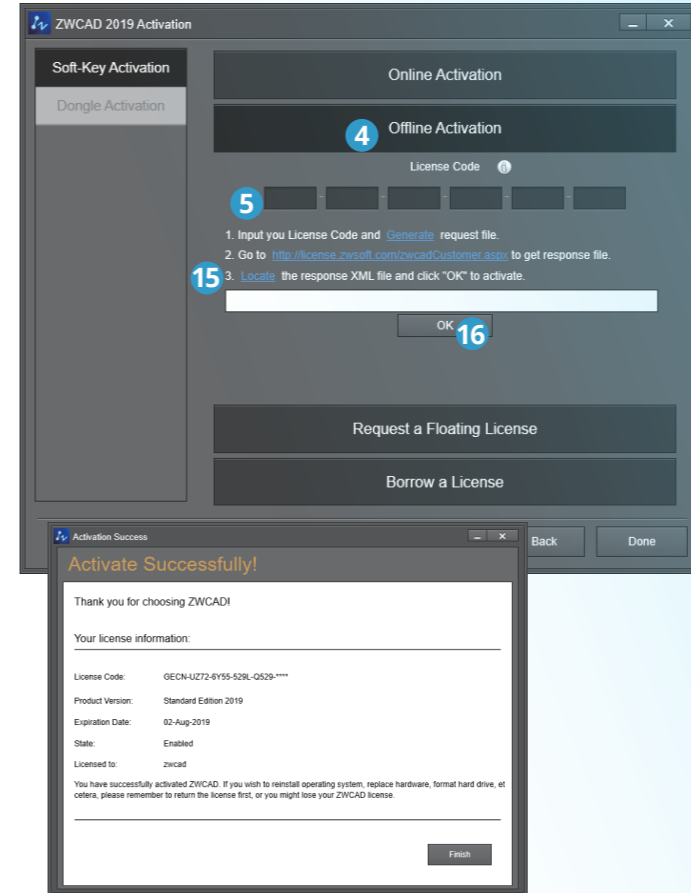 ZWCAD 2019 Activation
Soft-Key Activation
Dongle Activation
Online Activation
4
Offline Activation
License Code
6
5
- - - - -
1. Input you License Code and Generate request file.
2. Go to http://license.zwsoft.com/zwcadCustomer.aspx to get response file.
15
3. Locate the response XML file and click "OK" to activate.
OK
16
Request a Floating License
Borrow a License
Back
Done
Activation Success
Activate Successfully!
Thank you for choosing ZWCAD!
Your license information:
License Code: GECN-UZ72-6Y55-529L-Q529-****
Product Version: Standard Edition 2019
Expiration Date: 02-Aug-2019
State: Enabled
Licensed to: zwcad
You have successfully activated ZWCAD. If you wish to reinstall operating system, replace hardware, format hard drive, et
cetera, please remember to return the license first, or you might lose your ZWCAD license.
Finish